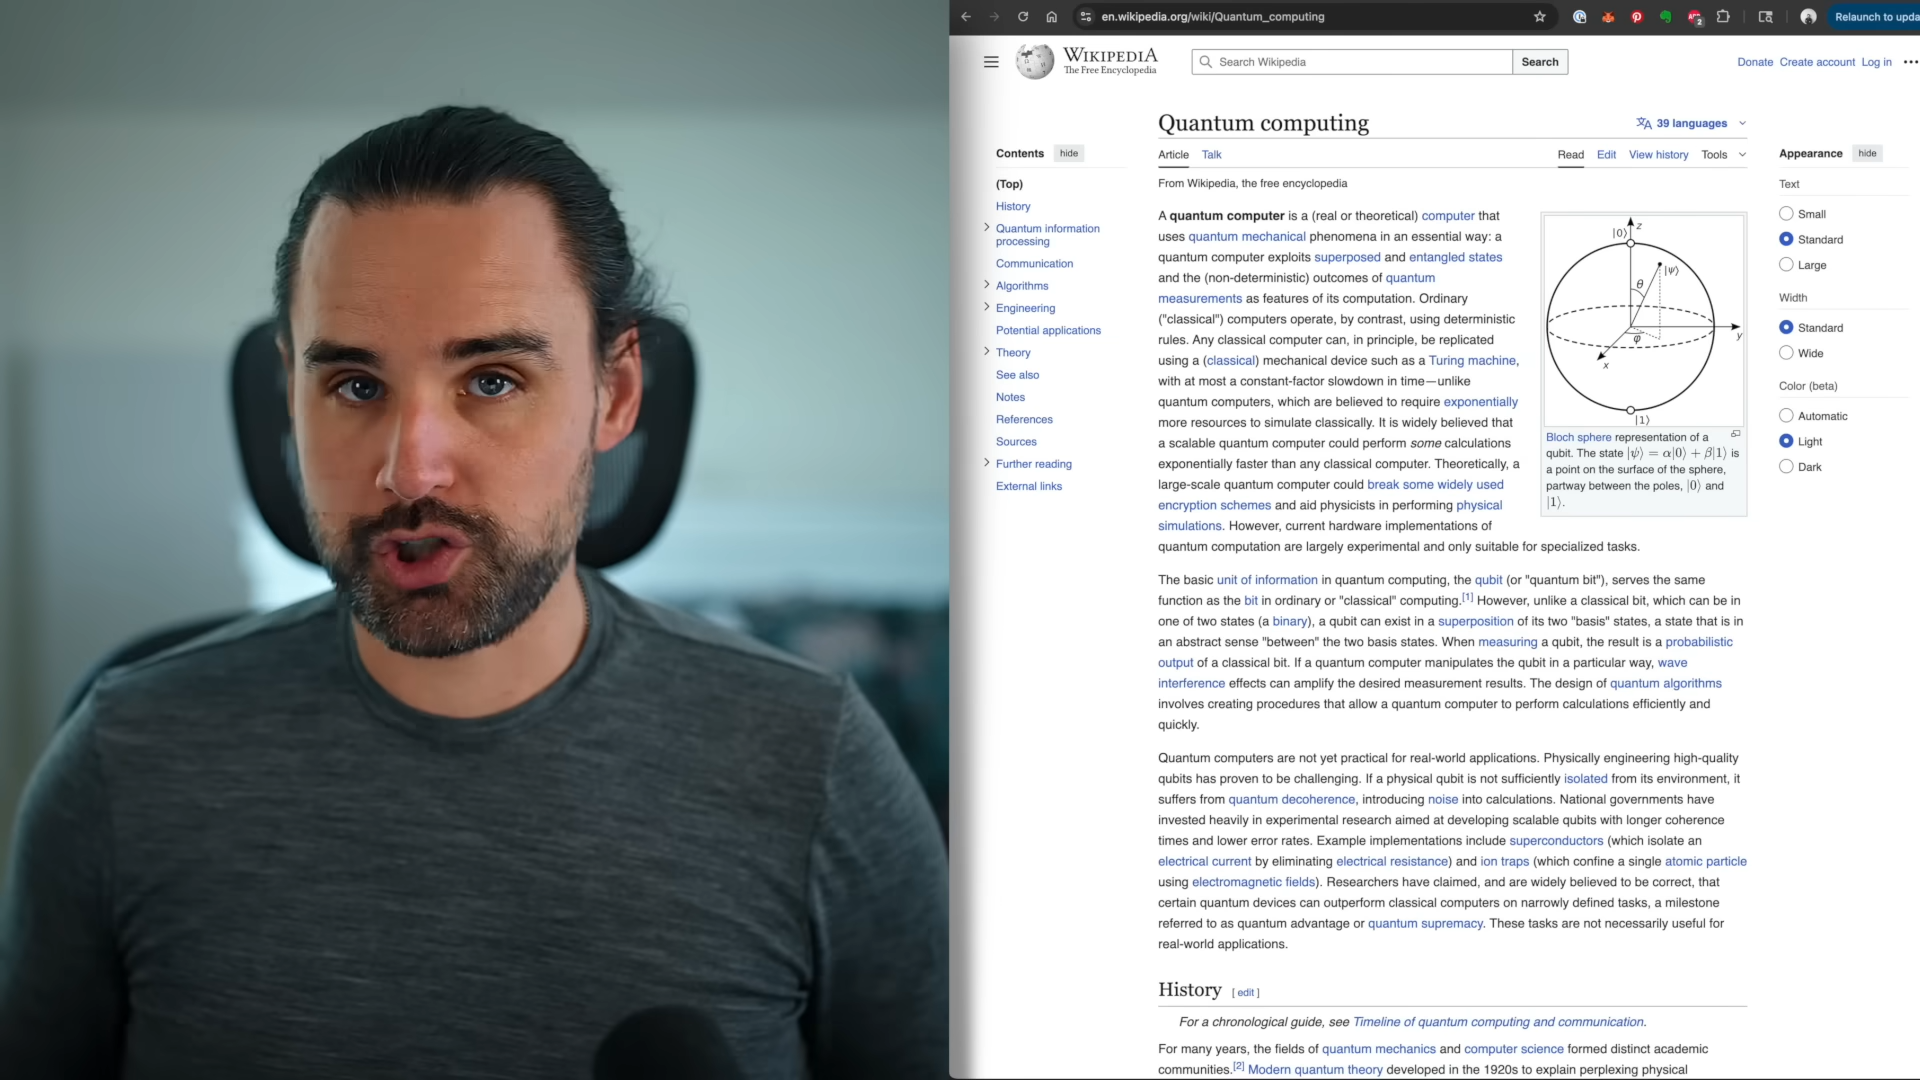 en.wikipedia.org/wiki/Quantum_computing
2
Relaunch to upda
WIKIPEDIA
The Free Encyclopedia
Search Wikipedia
Search
Donate Create account Log in
Quantum computing
39 languages
Contents hide
(Top)
History
Quantum information
processing
Communication
Algorithms
Engineering
Potential applications
Theory
See also
Notes
References
Sources
Further reading
External links
Article Talk
Read Edit View history Tools
From Wikipedia, the free encyclopedia
A quantum computer is a (real or theoretical) computer that
uses quantum mechanical phenomena in an essential way: a
quantum computer exploits superposed and entangled states
and the (non-deterministic) outcomes of quantum
measurements as features of its computation. Ordinary
("classical") computers operate, by contrast, using deterministic
rules. Any classical computer can, in principle, be replicated
using a (classical) mechanical device such as a Turing machine,
with at most a constant-factor slowdown in time—unlike
quantum computers, which are believed to require exponentially
more resources to simulate classically. It is widely believed that
a scalable quantum computer could perform some calculations
exponentially faster than any classical computer. Theoretically, a
large-scale quantum computer could break some widely used
encryption schemes and aid physicists in performing physical
simulations. However, current hardware implementations of
quantum computation are largely experimental and only suitable for specialized tasks.
|0⟩ z
|ψ⟩
θ
φ
y
x
|1⟩
Bloch sphere representation of a
qubit. The state |ψ⟩ = α|0⟩ + β|1⟩ is
a point on the surface of the sphere,
partway between the poles, |0⟩ and
|1⟩.
The basic unit of information in quantum computing, the qubit (or "quantum bit"), serves the same
function as the bit in ordinary or "classical" computing.[1] However, unlike a classical bit, which can be in
one of two states (a binary), a qubit can exist in a superposition of its two "basis" states, a state that is in
an abstract sense "between" the two basis states. When measuring a qubit, the result is a probabilistic
output of a classical bit. If a quantum computer manipulates the qubit in a particular way, wave
interference effects can amplify the desired measurement results. The design of quantum algorithms
involves creating procedures that allow a quantum computer to perform calculations efficiently and
quickly.
Quantum computers are not yet practical for real-world applications. Physically engineering high-quality
qubits has proven to be challenging. If a physical qubit is not sufficiently isolated from its environment, it
suffers from quantum decoherence, introducing noise into calculations. National governments have
invested heavily in experimental research aimed at developing scalable qubits with longer coherence
times and lower error rates. Example implementations include superconductors (which isolate an
electrical current by eliminating electrical resistance) and ion traps (which confine a single atomic particle
using electromagnetic fields). Researchers have claimed, and are widely believed to be correct, that
certain quantum devices can outperform classical computers on narrowly defined tasks, a milestone
referred to as quantum advantage or quantum supremacy. These tasks are not necessarily useful for
real-world applications.
History [ edit ]
For a chronological guide, see Timeline of quantum computing and communication.
For many years, the fields of quantum mechanics and computer science formed distinct academic
communities.[2] Modern quantum theory developed in the 1920s to explain perplexing physical
Appearance hide
Text
Small
Standard
Large
Width
Standard
Wide
Color (beta)
Automatic
Light
Dark